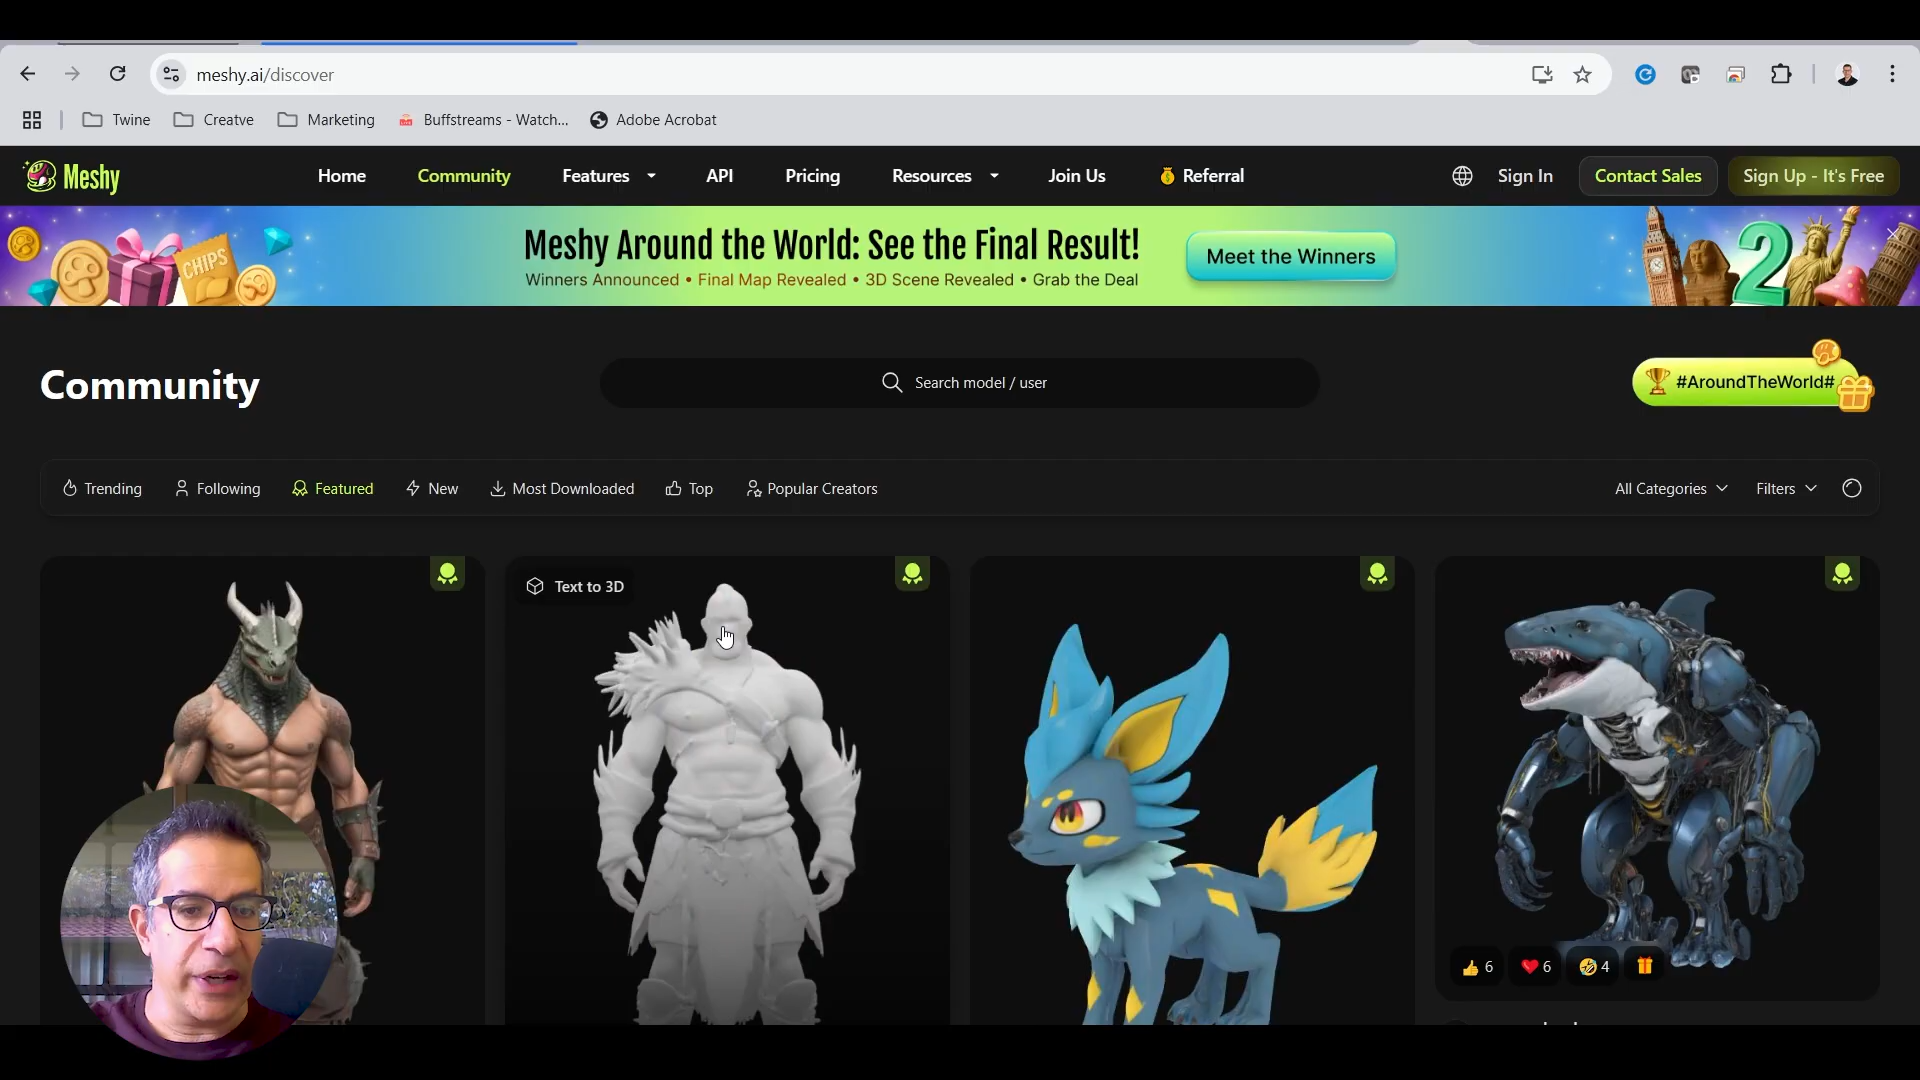 meshy.ai/discover
Twine
Creatve
Marketing
Buffstreams - Watch...
Adobe Acrobat
Meshy
Home
Community
Features
API
Pricing
Resources
Join Us
Referral
Sign In
Contact Sales
Sign Up - It's Free
CHIPS
Meshy Around the World: See the Final Result!
Winners Announced • Final Map Revealed • 3D Scene Revealed • Grab the Deal
Meet the Winners
2
Community
Search model / user
#AroundTheWorld#
Trending
Following
Featured
New
Most Downloaded
Top
Popular Creators
All Categories
Filters
Text to 3D
6
6
4